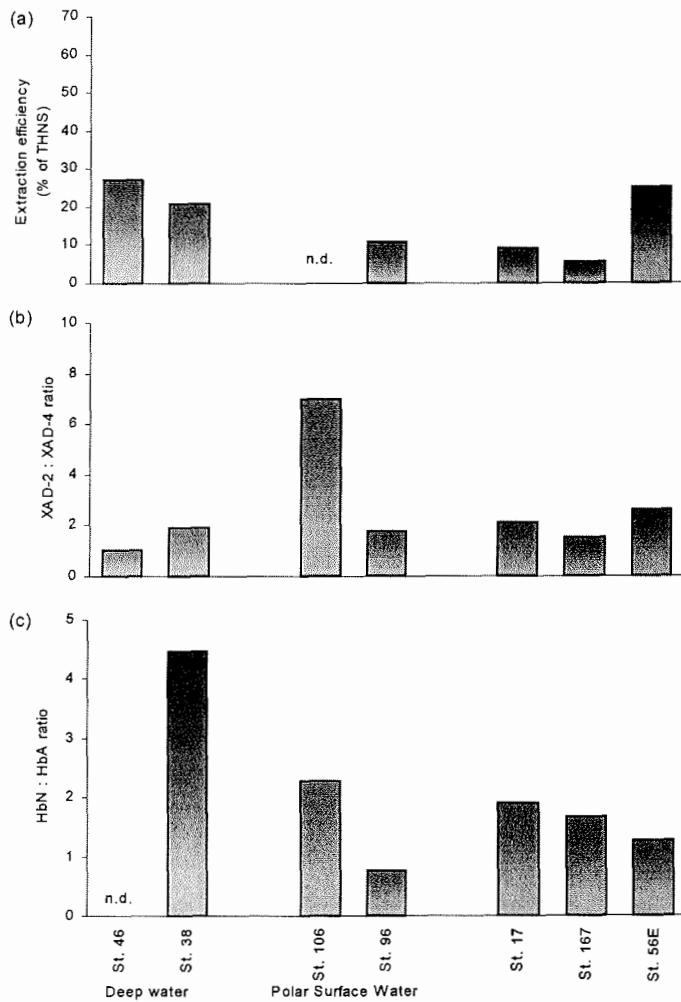 (a)
Extraction efficiency
(% of THNS)
70
60
50
40
30
20
10
0
n.d.
(b)
XAD-2 : XAD-4 ratio
10
8
6
4
2
0
(c)
HbN : HbA ratio
5
4
3
2
1
0
n.d.
St. 46
St. 38
St. 106
St. 96
St. 17
St. 167
St. 56E
Deep water
Polar Surface Water